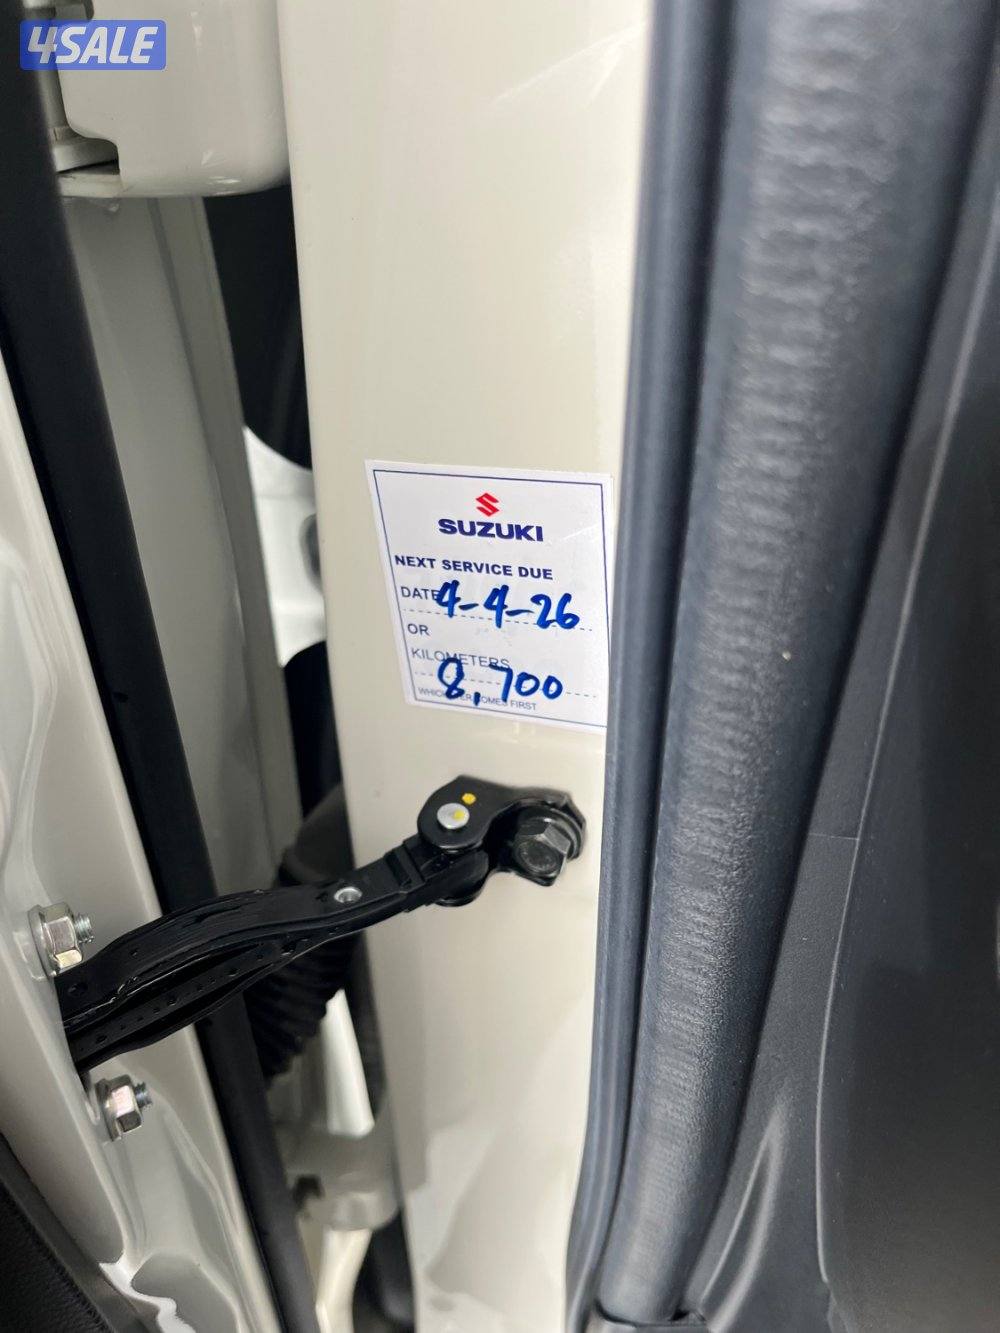 4SALE
SUZUKI
NEXT SERVICE DUE
DATE 4-4-26
OR
KILOMETERS
8,700
WHICHEVER COMES FIRST